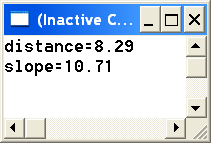 (Inactive C...
distance=8.29
slope=10.71